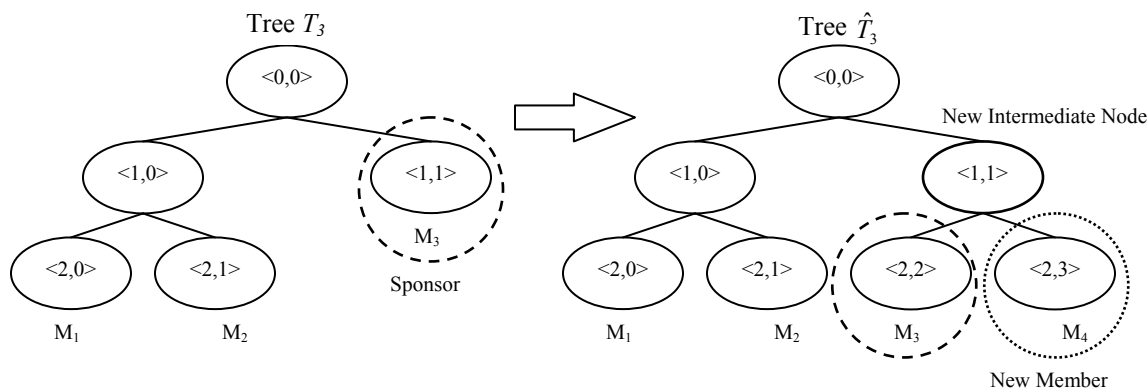 Tree T₃
Tree T̂₃
<0,0>
<0,0>
New Intermediate Node
<1,0>
<1,1>
<1,0>
<1,1>
M₃
<2,0>
<2,1>
Sponsor
<2,0>
<2,1>
<2,2>
<2,3>
M₁
M₂
M₁
M₂
M₃
M₄
New Member